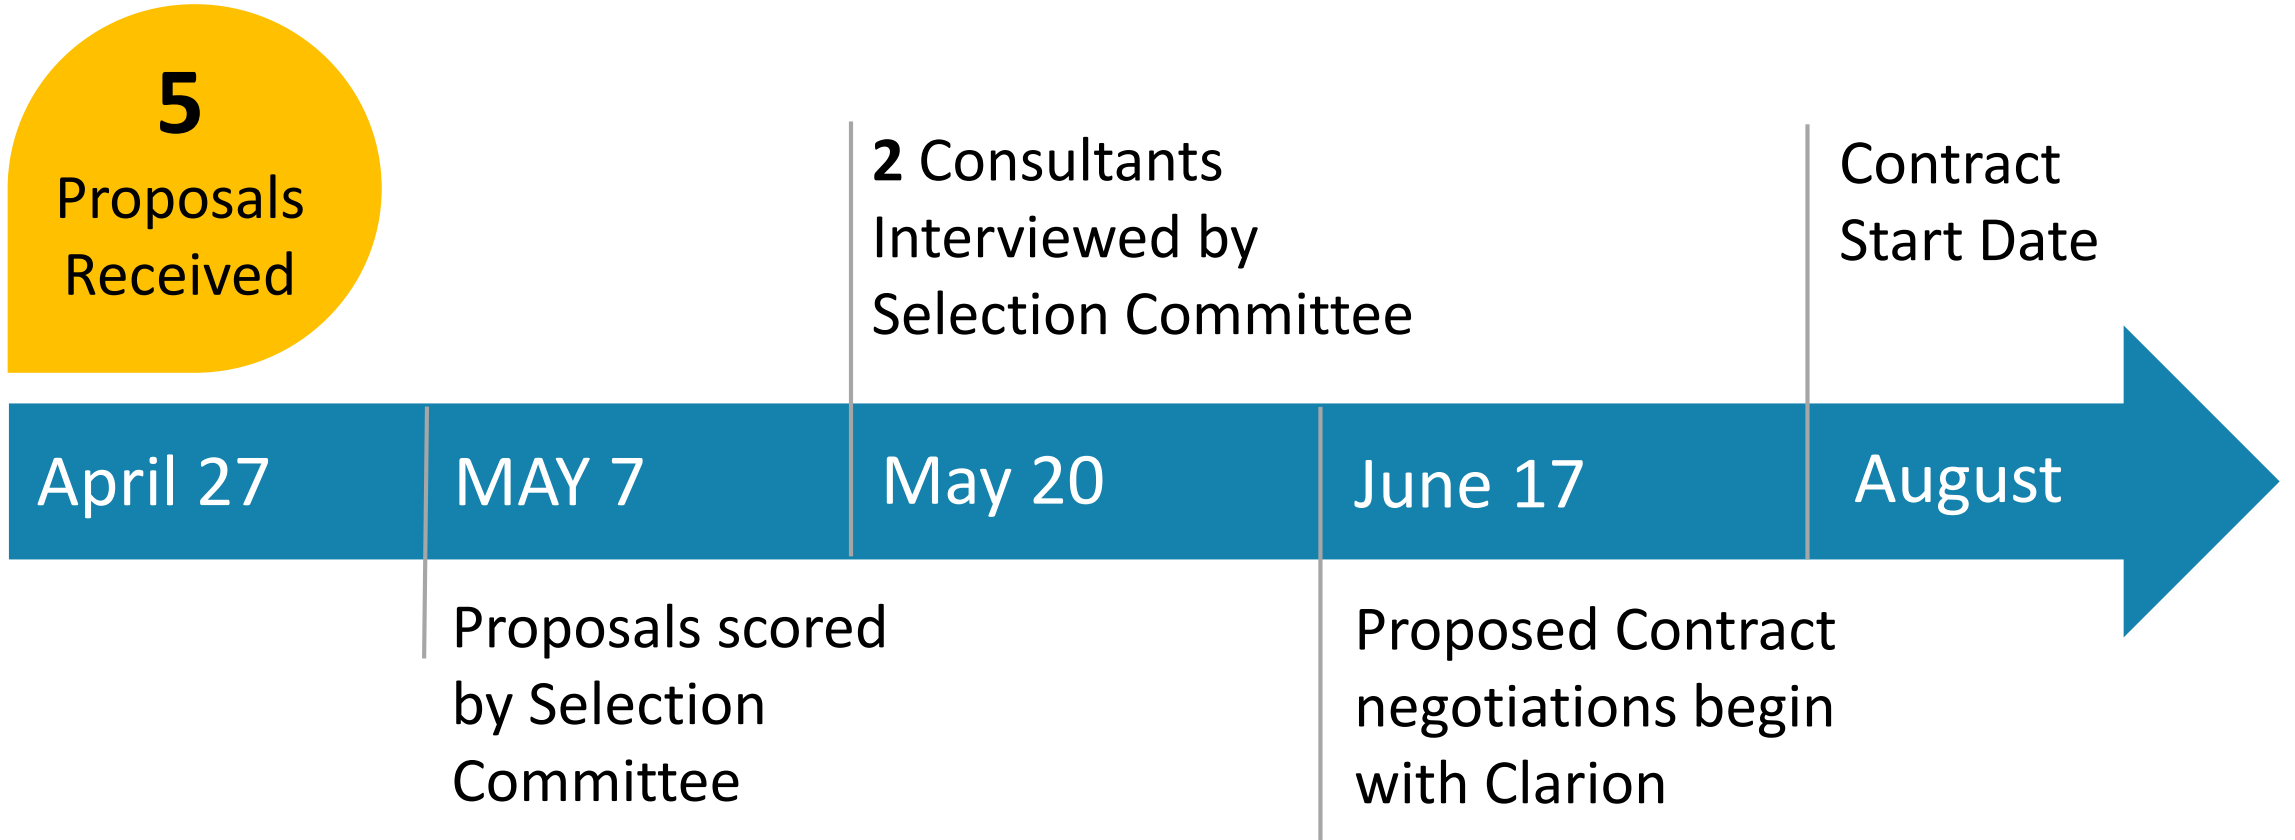 5
Proposals
Received
April 27
MAY 7
Proposals scored
by Selection
Committee
2 Consultants
Interviewed by
Selection Committee
May 20
June 17
Proposed Contract
negotiations begin
with Clarion
Contract
Start Date
August